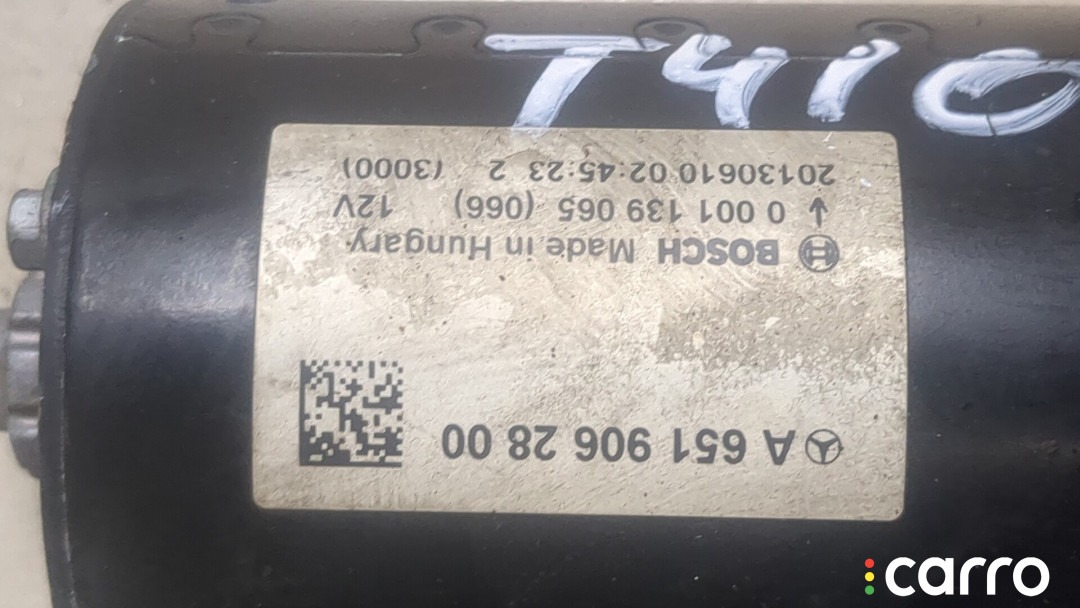 T410
A 651 906 28 00
BOSCH Made in Hungary
0 001 139 065 (066) 12V
20130610 02:45:23 2 (3000)
carro